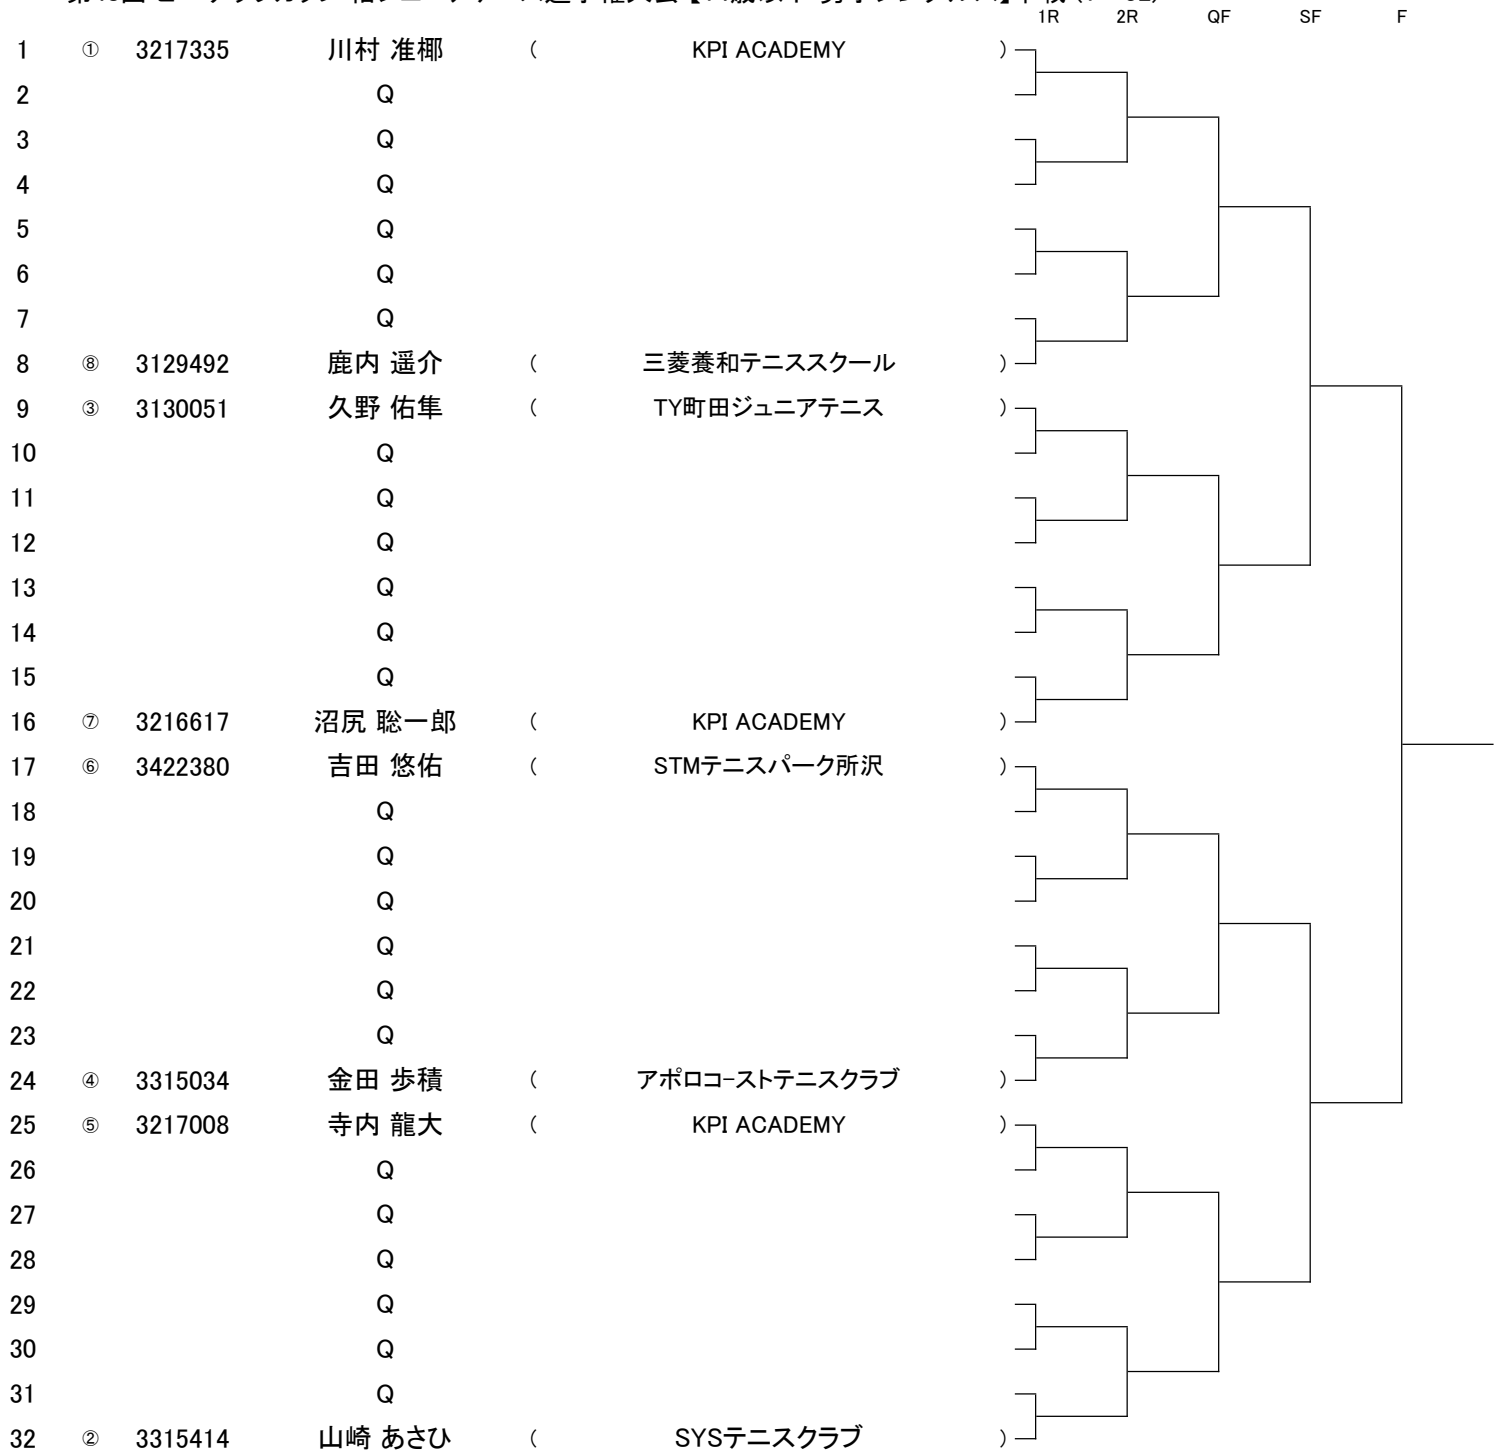 1R 2R QF SF F
1 ① 3217335 川村 准椰 ( KPI ACADEMY )
2 Q
3 Q
4 Q
5 Q
6 Q
7 Q
8 ⑧ 3129492 鹿内 遥介 ( 三菱養和テニススクール )
9 ③ 3130051 久野 佑隼 ( TY町田ジュニアテニス )
10 Q
11 Q
12 Q
13 Q
14 Q
15 Q
16 ⑦ 3216617 沼尻 聡一郎 ( KPI ACADEMY )
17 ⑥ 3422380 吉田 悠佑 ( STMテニスパーク所沢 )
18 Q
19 Q
20 Q
21 Q
22 Q
23 Q
24 ④ 3315034 金田 歩積 ( アポロコーストテニスクラブ )
25 ⑤ 3217008 寺内 龍大 ( KPI ACADEMY )
26 Q
27 Q
28 Q
29 Q
30 Q
31 Q
32 ② 3315414 山崎 あさひ ( SYSテニスクラブ )